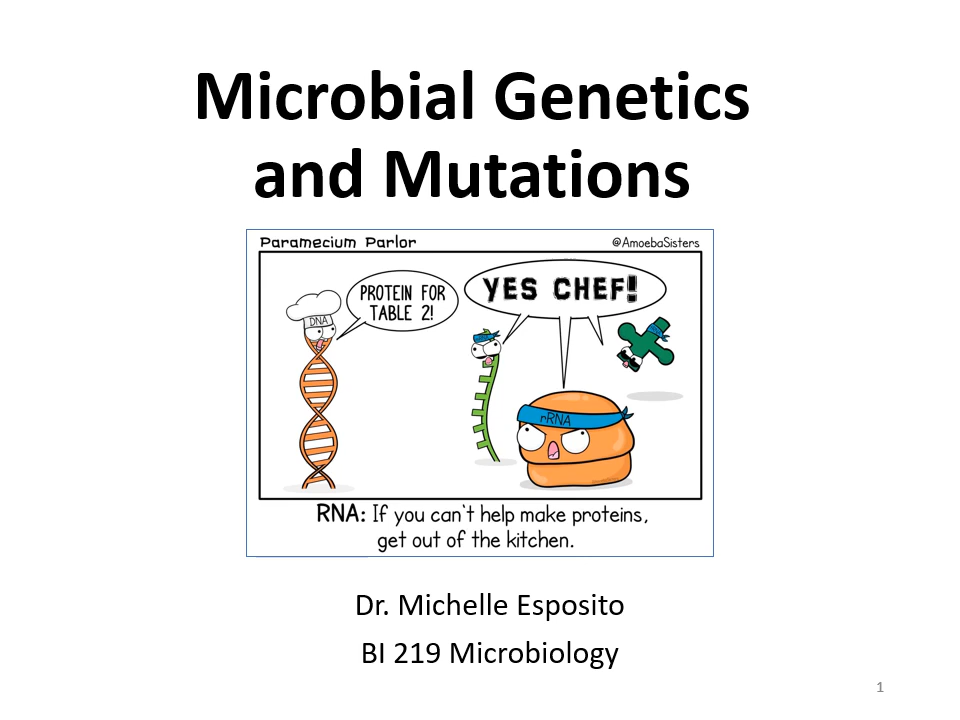 Microbial Genetics
and Mutations
Paramecium Parlor @AmoebaSisters
DNA
PROTEIN FOR
TABLE 2!
YES CHEF!
rRNA
RNA: If you can't help make proteins,
get out of the kitchen.
Dr. Michelle Esposito
BI 219 Microbiology
1